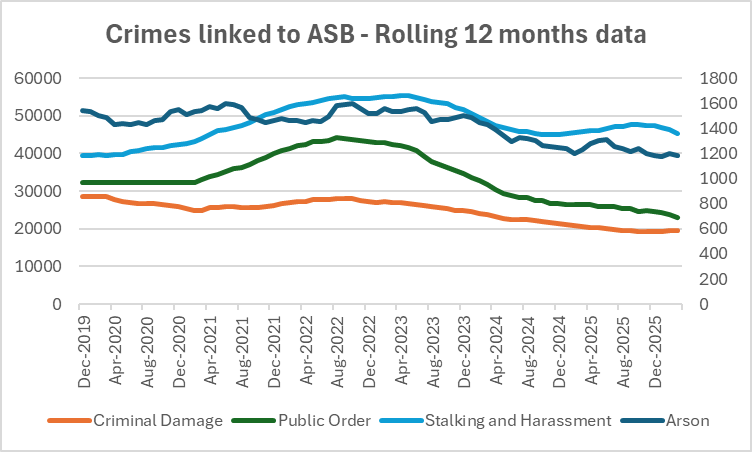 Crimes linked to ASB - Rolling 12 months data
60000
50000
40000
30000
20000
10000
0
1800
1600
1400
1200
1000
800
600
400
200
0
Dec-2019
Apr-2020
Aug-2020
Dec-2020
Apr-2021
Aug-2021
Dec-2021
Apr-2022
Aug-2022
Dec-2022
Apr-2023
Aug-2023
Dec-2023
Apr-2024
Aug-2024
Dec-2024
Apr-2025
Aug-2025
Dec-2025
Criminal Damage
Public Order
Stalking and Harassment
Arson